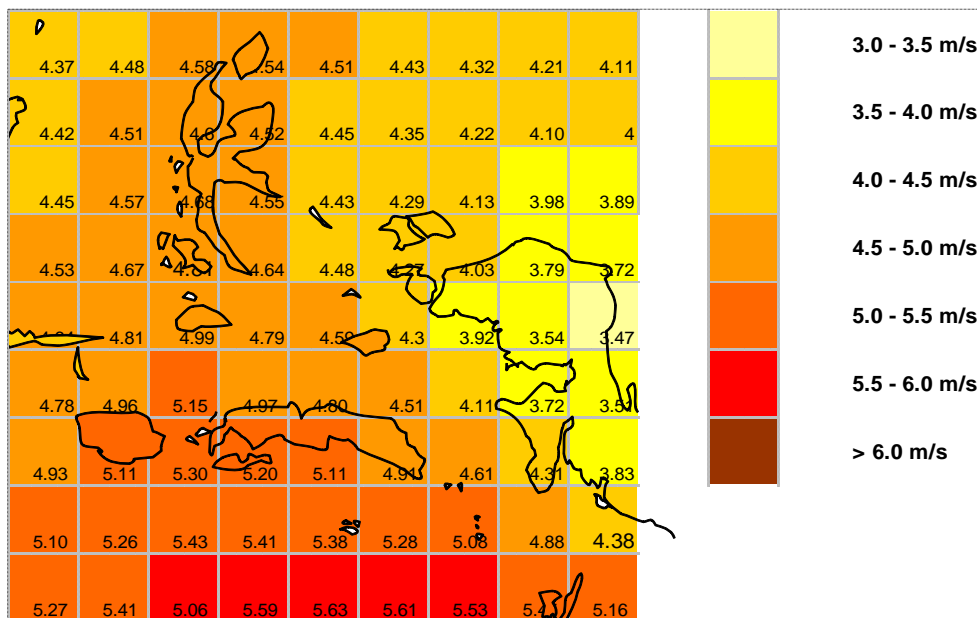 4.37 4.48 4.58 4.54 4.51 4.43 4.32 4.21 4.11
4.42 4.51 4.6 4.52 4.45 4.35 4.22 4.10 4
4.45 4.57 4.68 4.55 4.43 4.29 4.13 3.98 3.89
4.53 4.67 4.64 4.48 4.27 4.03 3.79 3.72
4.81 4.99 4.79 4.3 3.92 3.54 3.47
4.78 4.96 5.15 4.97 4.80 4.51 4.11 3.72
4.93 5.11 5.30 5.20 5.11 4.91 4.61 4.31 3.83
5.10 5.26 5.43 5.41 5.38 5.28 5.08 4.88 4.38
5.27 5.41 5.06 5.59 5.63 5.61 5.53 5.16
3.0 - 3.5 m/s
3.5 - 4.0 m/s
4.0 - 4.5 m/s
4.5 - 5.0 m/s
5.0 - 5.5 m/s
5.5 - 6.0 m/s
> 6.0 m/s